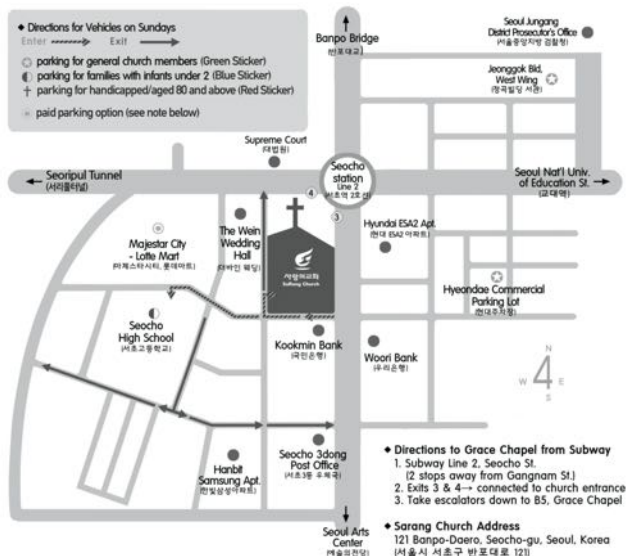 ◆ Directions for Vehicles on Sundays
Enter Exit
parking for general church members (Green Sticker)
parking for families with infants under 2 (Blue Sticker)
parking for handicapped/aged 80 and above (Red Sticker)
paid parking option (see note below)
Banpo Bridge
(반포대교)
Seoul Jungang
District Prosecutor's Office
(서울중앙지방 검찰청)
Jeonggok Bld,
West Wing
(정곡빌딩 서관)
Supreme Court
(대법원)
Seoripul Tunnel
(서리풀터널)
Seocho
station
Line 2
(서초역 2호선)
4
3
Seoul Nat'l Univ.
of Education St.
(교대역)
Majestar City
- Lotte Mart
(마제스타시티, 롯데마트)
The Wein
Wedding
Hall
(더바인 웨딩)
사랑의교회
SaRang Church
Hyundai ESA2 Apt.
(현대 ESA2 아파트)
Hyeondae Commercial
Parking Lot
(현대주차장)
Seocho
High School
(서초고등학교)
Kookmin Bank
(국민은행)
Woori Bank
(우리은행)
N
W 4 E
S
Hanbit
Samsung Apt.
(한빛삼성아파트)
Seocho 3dong
Post Office
(서초3동 우체국)
Seoul Arts
Center
(예술의전당)
◆ Directions to Grace Chapel from Subway
1. Subway Line 2, Seocho St.
(2 stops away from Gangnam St.)
2. Exits 3 & 4→ connected to church entrance
3. Take escalators down to B5, Grace Chapel
◆ Sarang Church Address
121 Banpo-Daero, Seocho-gu, Seoul, Korea
(서울시 서초구 반포대로 121)